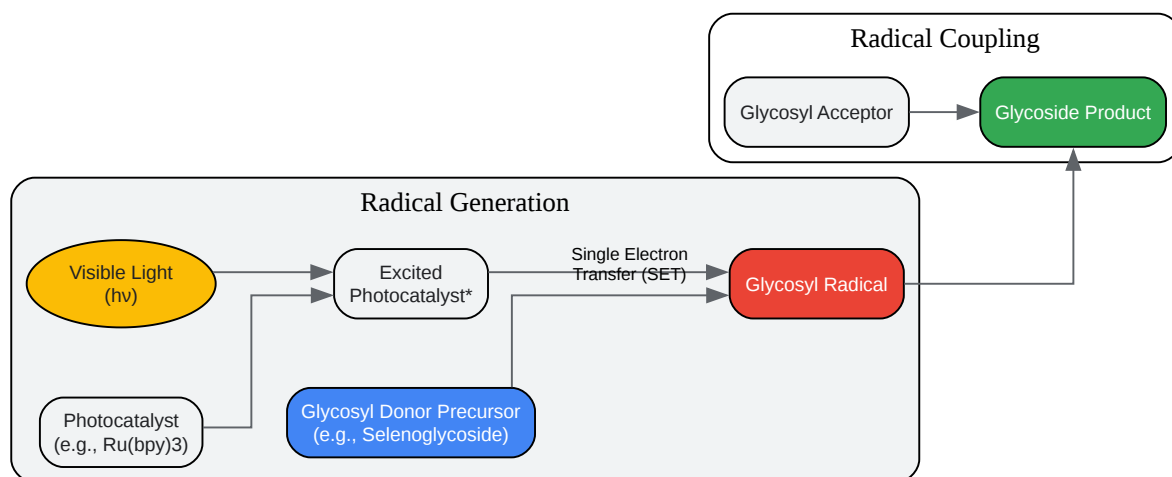 Radical Coupling
Glycosyl Acceptor
Glycoside Product
Radical Generation
Visible Light
(hν)
Excited
Photocatalyst*
Single Electron
Transfer (SET)
Glycosyl Radical
Photocatalyst
(e.g., Ru(bpy)3)
Glycosyl Donor Precursor
(e.g., Selenoglycoside)